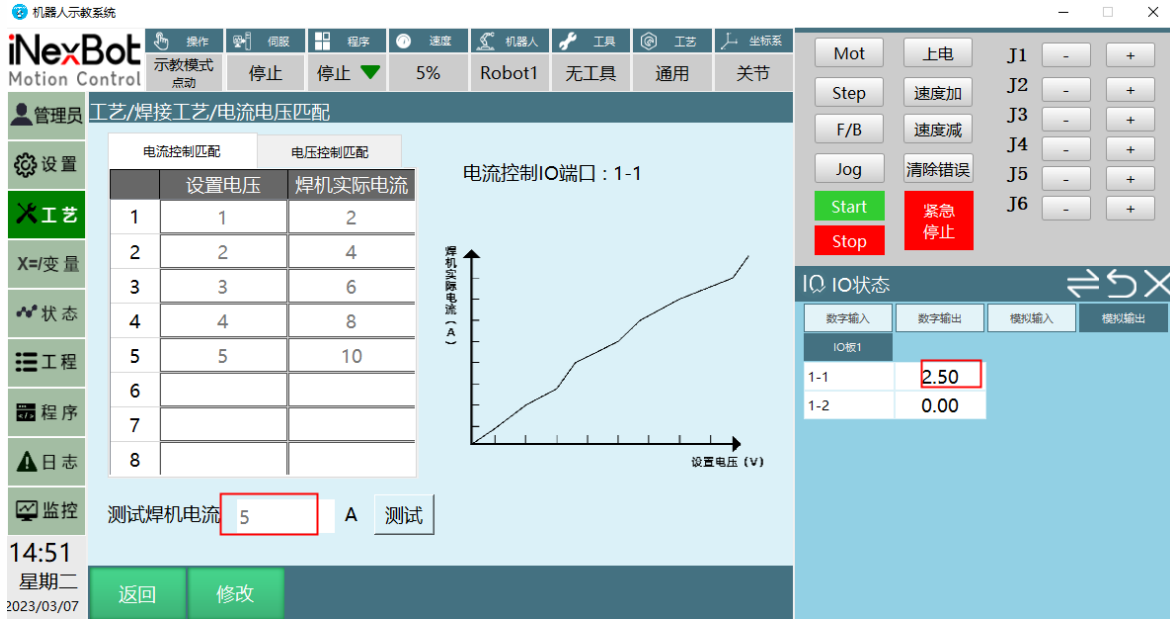 机器人示教系统
iNexBot
Motion Control
操作 伺服 程序 速度 机器人 工具 工艺 坐标系
示教模式 点动 停止 停止 5% Robot1 无工具 通用 关节
管理员
设置
工艺
X=/变量
状态
工程
程序
日志
监控
14:51
星期二
2023/03/07
工艺/焊接工艺/电流电压匹配
电流控制匹配 电压控制匹配
设置电压 焊机实际电流
1 1 2
2 2 4
3 3 6
4 4 8
5 5 10
6
7
8
电流控制IO端口：1-1
焊机实际电流（A）
设置电压 (V)
测试焊机电流 5 A 测试
返回 修改
Mot 上电 J1 - +
Step 速度加 J2 - +
F/B 速度减 J3 - +
J4 - +
Jog 清除错误 J5 - +
Start 紧急停止 J6 - +
Stop
IO状态
数字输入 数字输出 模拟输入 模拟输出
IO板1
1-1 2.50
1-2 0.00